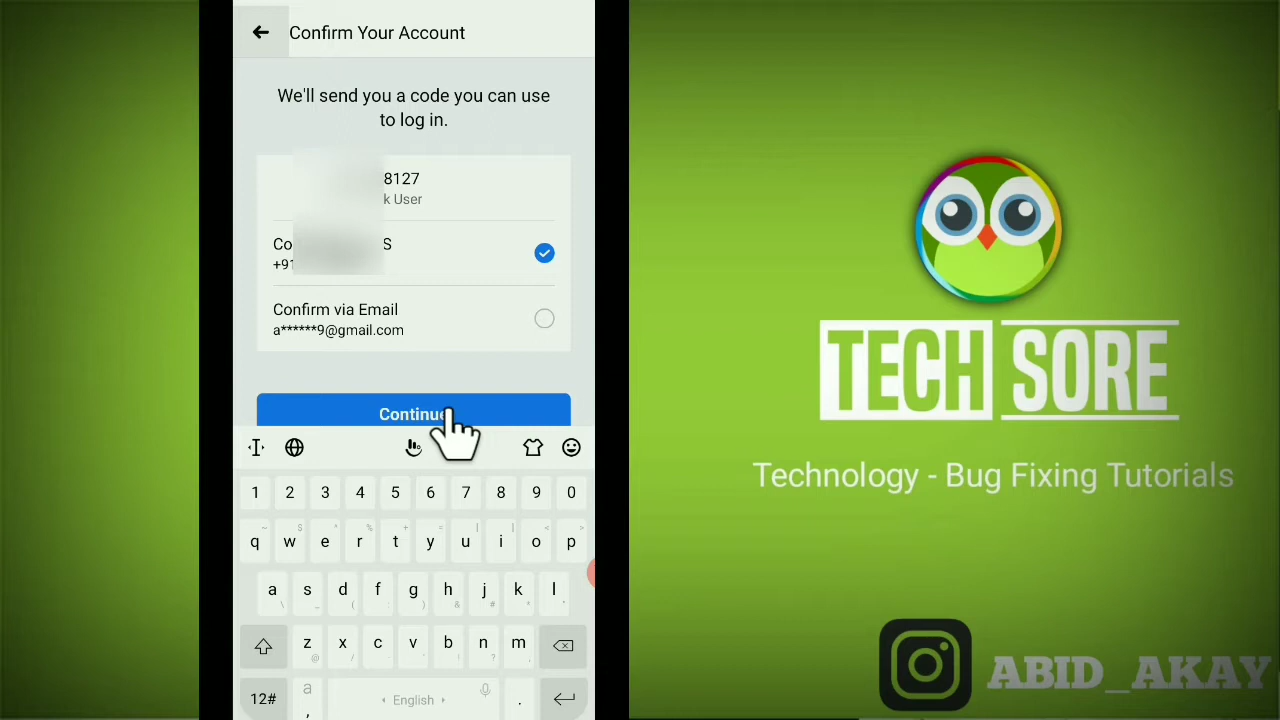 Confirm Your Account
We'll send you a code you can use
to log in.
8127
k User
Co S
+91
Confirm via Email
a******9@gmail.com
Continue
1 2 3 4 5 6 7 8 9 0
q w e r t y u i o p
a s d f g h j k l
z x c v b n m
12# a , English .
TECH SORE
Technology - Bug Fixing Tutorials
ABID_AKAY